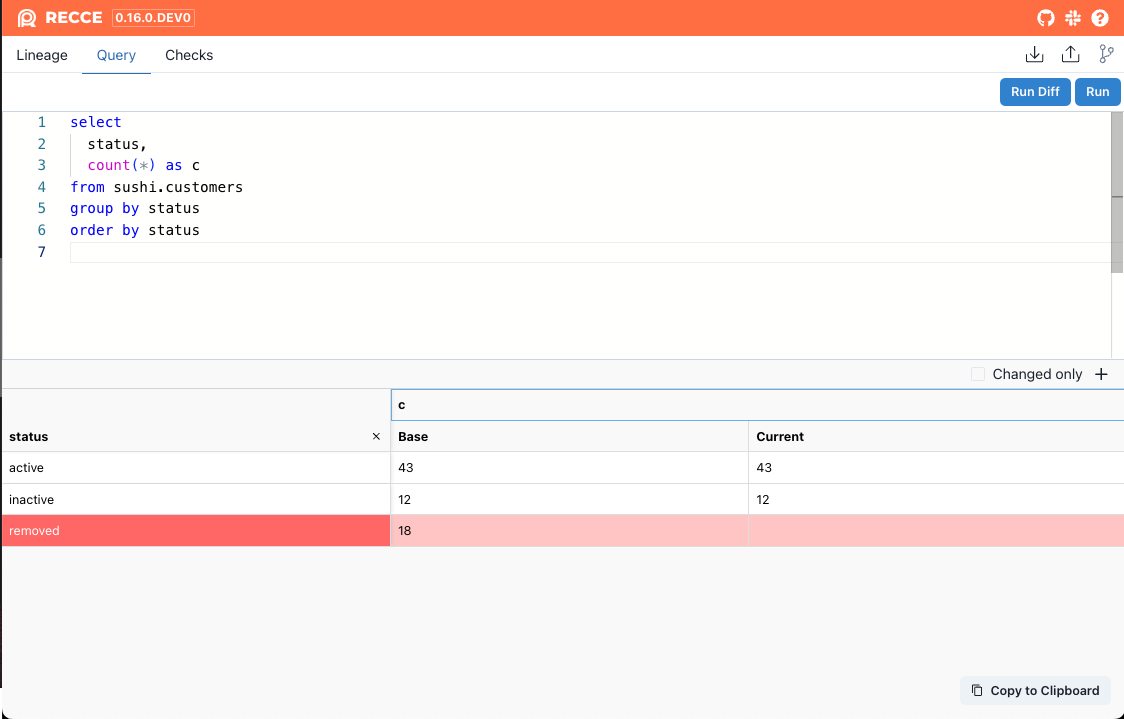 RECCE 0.16.0.DEV0
Lineage Query Checks
Run Diff Run
1 select
2 status,
3 count(*) as c
4 from sushi.customers
5 group by status
6 order by status
7
Changed only +
c
status × Base Current
active 43 43
inactive 12 12
removed 18
Copy to Clipboard